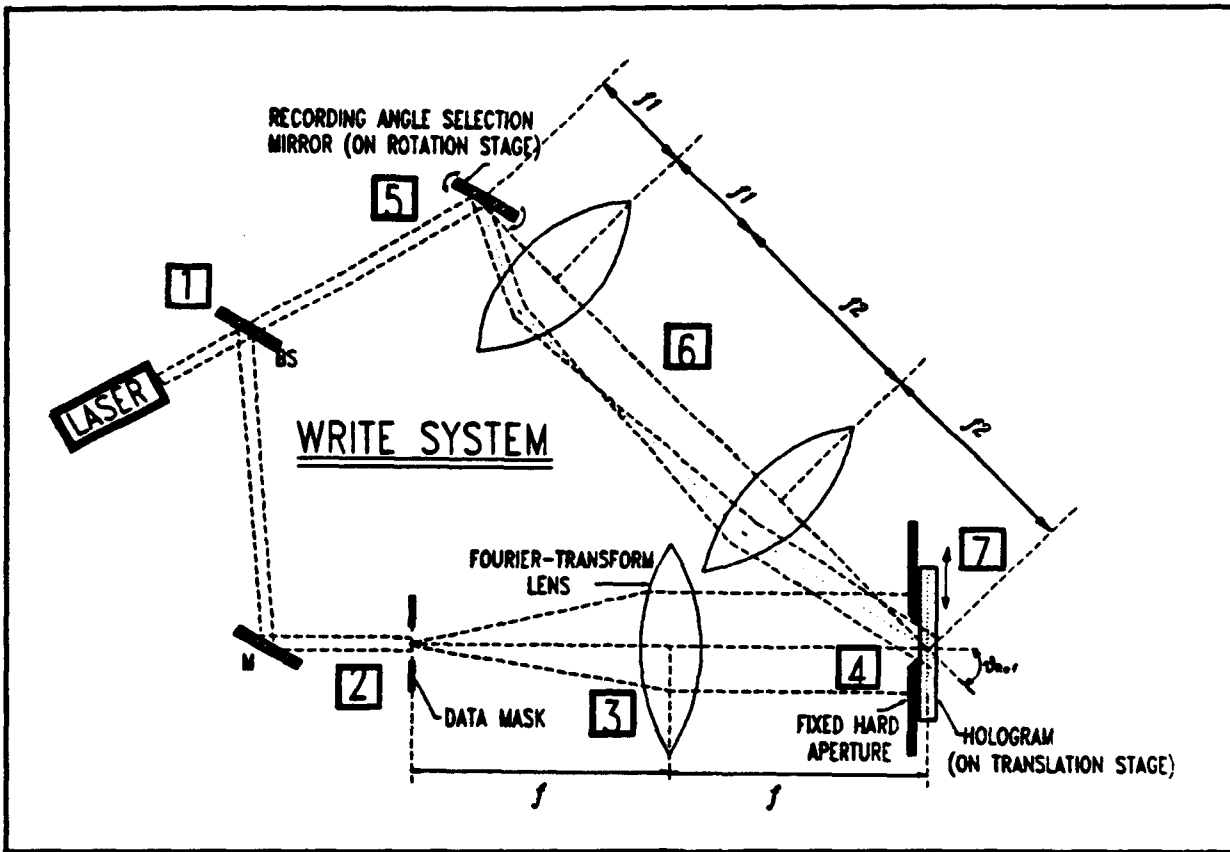 f1
RECORDING ANGLE SELECTION
MIRROR (ON ROTATION STAGE)
f1
5
1
f2
6
BS
LASER
f2
WRITE SYSTEM
7
FOURIER-TRANSFORM
LENS
M
2
4
3
DATA MASK
FIXED HARD
APERTURE
HOLOGRAM
(ON TRANSLATION STAGE)
f
f